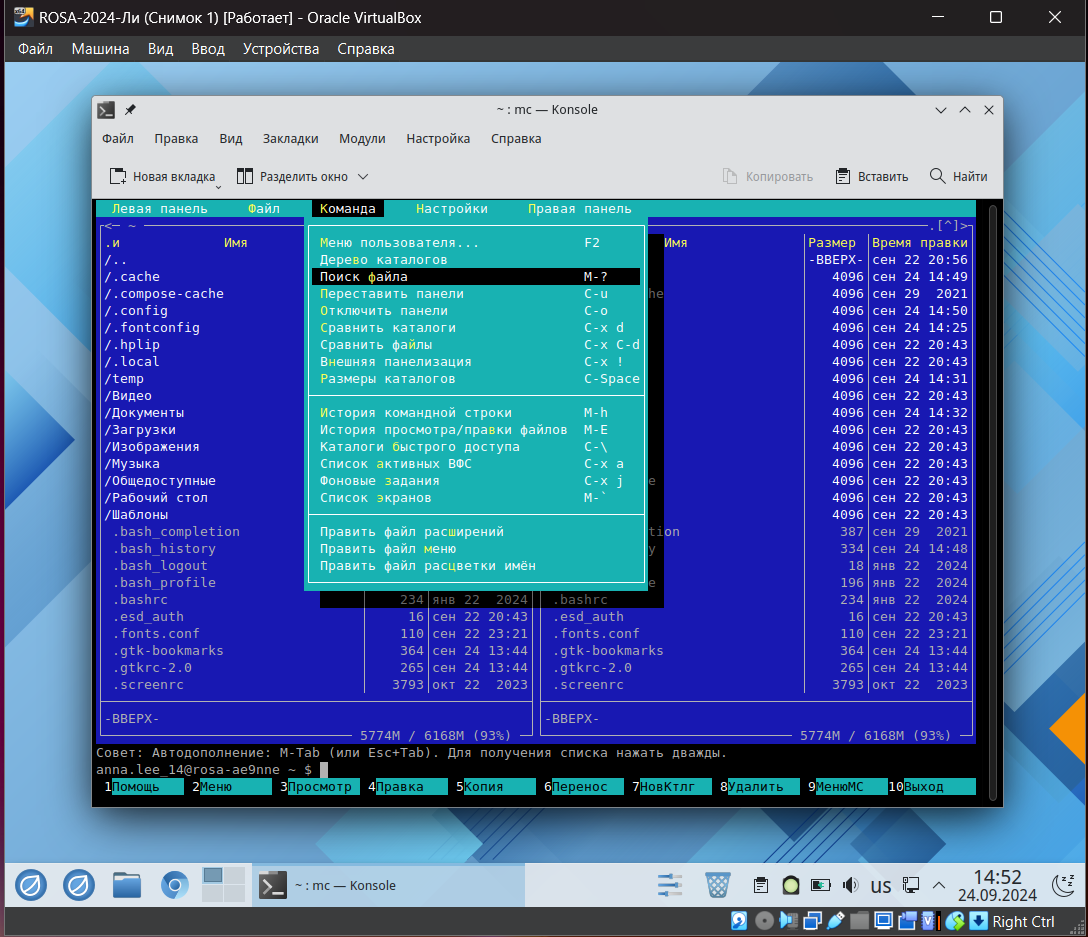 ROSA-2024-Ли (Снимок 1) [Работает] - Oracle VirtualBox
Файл Машина Вид Ввод Устройства Справка
~ : mc — Konsole
Файл Правка Вид Закладки Модули Настройка Справка
Новая вкладка Разделить окно Копировать Вставить Найти
Левая панель Файл Команда Настройки Правая панель
<— ~ .[^]>
.и Имя Меню пользователя... F2 Имя Размер Время правки
/.. Дерево каталогов -ВВЕРХ- сен 22 20:56
/.cache Поиск файла M-? 4096 сен 24 14:49
/.compose-cache Переставить панели C-u he 4096 сен 29 2021
/.config Отключить панели C-o 4096 сен 24 14:50
/.fontconfig Сравнить каталоги C-x d 4096 сен 24 14:25
/.hplip Сравнить файлы C-x C-d 4096 сен 22 20:43
/.local Внешняя панелизация C-x ! 4096 сен 22 20:43
/temp Размеры каталогов C-Space 4096 сен 24 14:31
/Видео 4096 сен 22 20:43
/Документы История командной строки M-h 4096 сен 24 14:32
/Загрузки История просмотра/правки файлов M-E 4096 сен 22 20:43
/Изображения Каталоги быстрого доступа C-\ 4096 сен 22 20:43
/Музыка Список активных ВФС C-x a 4096 сен 22 20:43
/Общедоступные Фоновые задания C-x j е 4096 сен 22 20:43
/Рабочий стол Список экранов M-` 4096 сен 22 20:43
/Шаблоны 4096 сен 22 20:43
.bash_completion Править файл расширений tion 387 сен 29 2021
.bash_history Править файл меню y 334 сен 24 14:48
.bash_logout Править файл расцветки имён 18 янв 22 2024
.bash_profile e 196 янв 22 2024
.bashrc 234 янв 22 2024 .bashrc 234 янв 22 2024
.esd_auth 16 сен 22 20:43 .esd_auth 16 сен 22 20:43
.fonts.conf 110 сен 22 23:21 .fonts.conf 110 сен 22 23:21
.gtk-bookmarks 364 сен 24 13:44 .gtk-bookmarks 364 сен 24 13:44
.gtkrc-2.0 265 сен 24 13:44 .gtkrc-2.0 265 сен 24 13:44
.screenrc 3793 окт 22 2023 .screenrc 3793 окт 22 2023
-ВВЕРХ- -ВВЕРХ-
5774M / 6168M (93%) 5774M / 6168M (93%)
Совет: Автодополнение: M-Tab (или Esc+Tab). Для получения списка нажать дважды.
anna.lee_14@rosa-ae9nne ~ $
1Помощь 2Меню 3Просмотр 4Правка 5Копия 6Перенос 7НовКтлг 8Удалить 9МенюMC 10Выход
~ : mc — Konsole us 14:52
24.09.2024
Right Ctrl